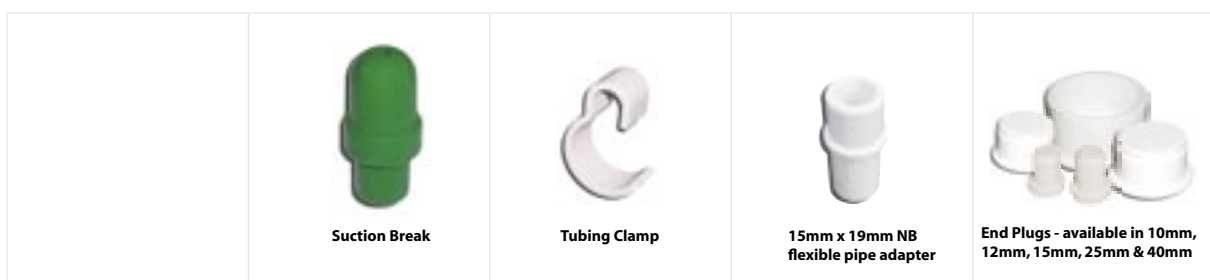 Suction Break
Tubing Clamp
15mm x 19mm NB
flexible pipe adapter
End Plugs - available in 10mm,
12mm, 15mm, 25mm & 40mm